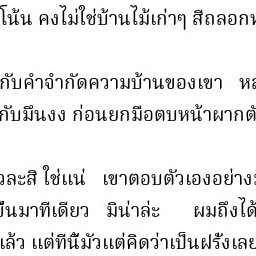 โน้น คงไม่ใช่บ้านไม้เก่าๆ สีถลอก
กับคำจำกัดความบ้านของเขา
กับมึนงง ก่อนยกมือตบหน้าผาก
ละสิ ใช่แน่ เขาตอบตัวเองอย่าง
ขึ้นมาทีเดียว มิน่าล่ะ ผมถึงได้
แล้ว แต่ทีนี้มัวแต่คิดว่าเป็นฝรั่งเลย